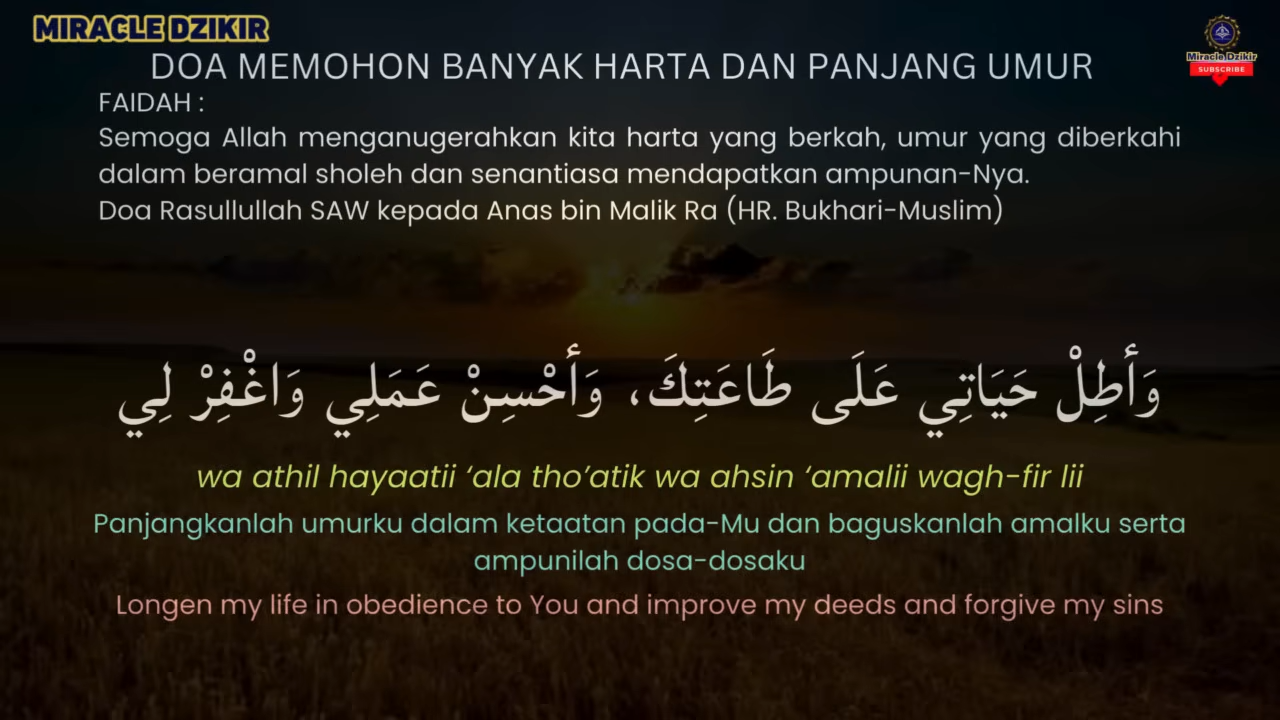 MIRACLE DZIKIR
Miracle Dzikir
SUBSCRIBE
DOA MEMOHON BANYAK HARTA DAN PANJANG UMUR
FAIDAH :
Semoga Allah menganugerahkan kita harta yang berkah, umur yang diberkahi
dalam beramal sholeh dan senantiasa mendapatkan ampunan-Nya.
Doa Rasullullah SAW kepada Anas bin Malik Ra (HR. Bukhari-Muslim)
وَأَطِلْ حَيَاتِي عَلَى طَاعَتِكَ، وَأَحْسِنْ عَمَلِي وَاغْفِرْ لِي
wa athil hayaatii ‘ala tho’atik wa ahsin ‘amalii wagh-fir lii
Panjangkanlah umurku dalam ketaatan pada-Mu dan baguskanlah amalku serta
ampunilah dosa-dosaku
Longen my life in obedience to You and improve my deeds and forgive my sins